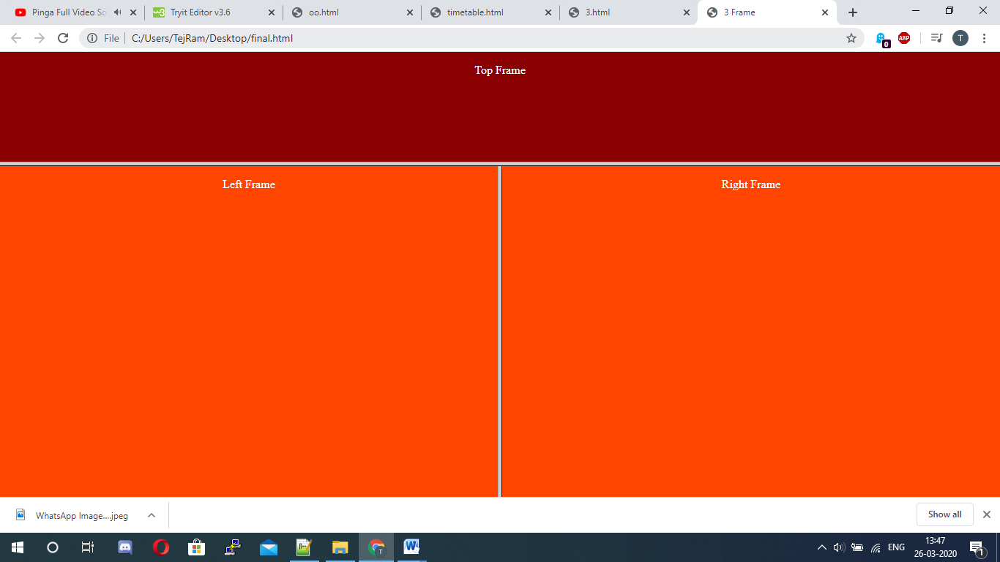 Pinga Full Video So
Tryit Editor v3.6
oo.html
timetable.html
3.html
3 Frame
File
C:/Users/TejRam/Desktop/final.html
0
ABP
T
Top Frame
Left Frame
Right Frame
WhatsApp Image....jpeg
Show all
T
W
ENG
13:47
26-03-2020
1